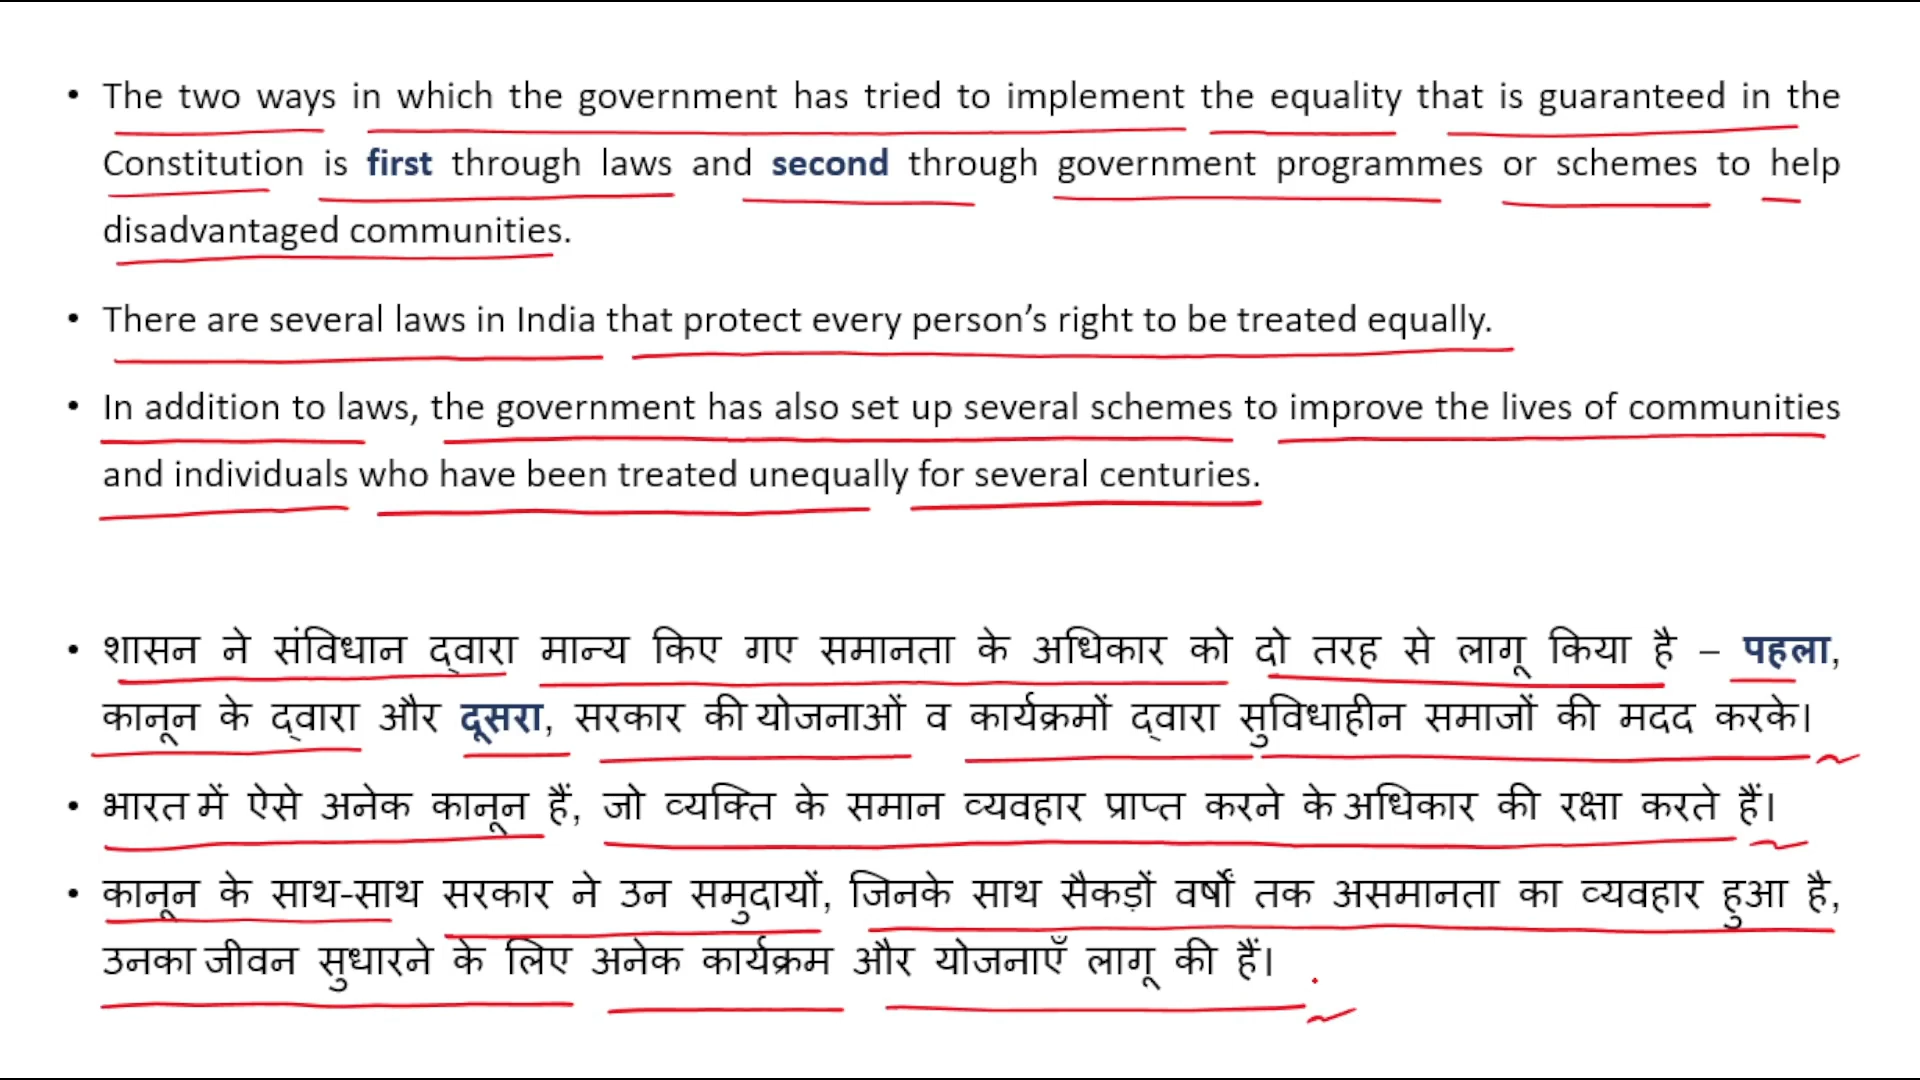 • The two ways in which the government has tried to implement the equality that is guaranteed in the
Constitution is first through laws and second through government programmes or schemes to help
disadvantaged communities.
• There are several laws in India that protect every person’s right to be treated equally.
• In addition to laws, the government has also set up several schemes to improve the lives of communities
and individuals who have been treated unequally for several centuries.
• शासन ने संविधान द्वारा मान्य किए गए समानता के अधिकार को दो तरह से लागू किया है – पहला,
कानून के द्वारा और दूसरा, सरकार की योजनाओं व कार्यक्रमों द्वारा सुविधाहीन समाजों की मदद करके।
• भारत में ऐसे अनेक कानून हैं, जो व्यक्ति के समान व्यवहार प्राप्त करने के अधिकार की रक्षा करते हैं।
• कानून के साथ-साथ सरकार ने उन समुदायों, जिनके साथ सैकड़ों वर्षों तक असमानता का व्यवहार हुआ है,
उनका जीवन सुधारने के लिए अनेक कार्यक्रम और योजनाएँ लागू की हैं।